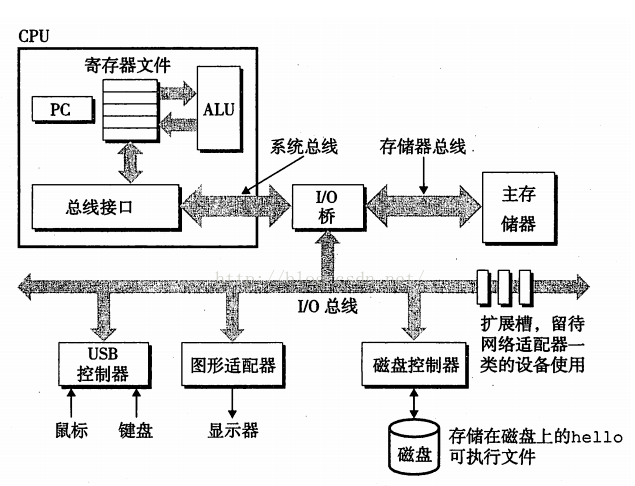 CPU
寄存器文件
PC
ALU
系统总线
存储器总线
总线接口
I/O
桥
主存
储器
http://blog.csdn.net/
I/O 总线
扩展槽，留待
网络适配器一
类的设备使用
USB
控制器
图形适配器
磁盘控制器
鼠标
键盘
显示器
磁盘
存储在磁盘上的hello
可执行文件